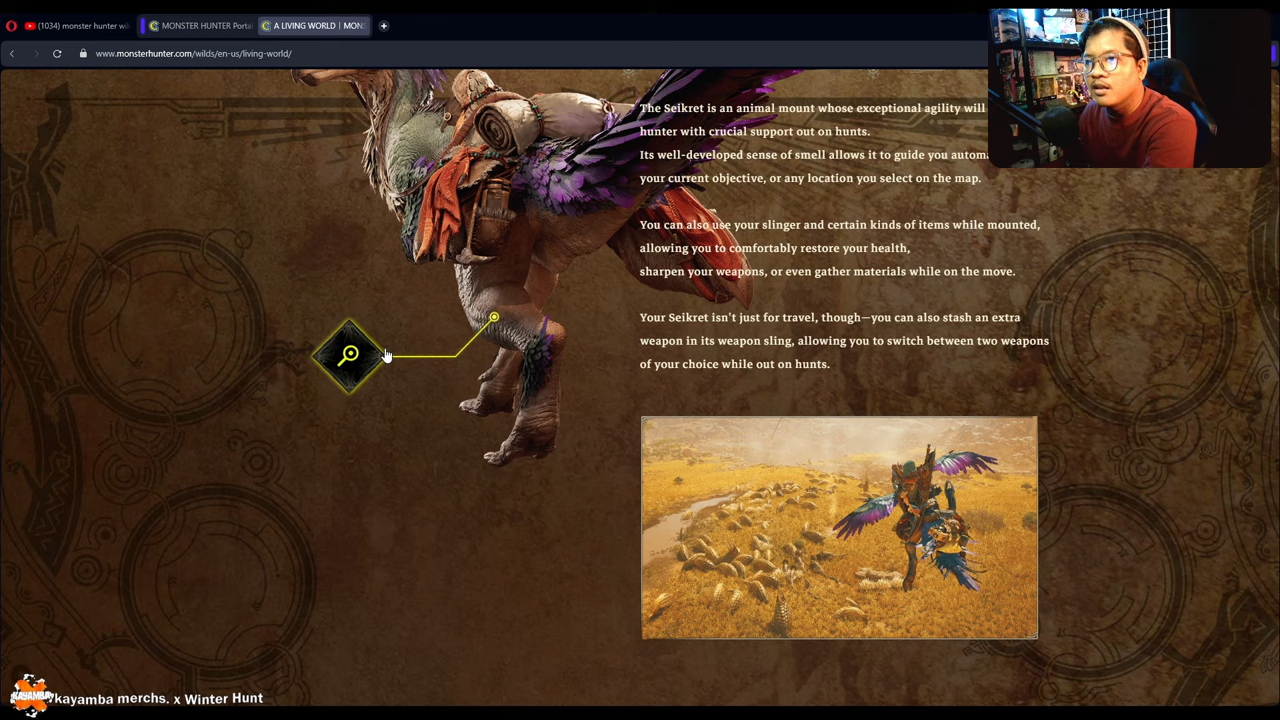 (1034) monster hunter wil
MONSTER HUNTER Portal
A LIVING WORLD | MON
www.monsterhunter.com/wilds/en-us/living-world/
The Seikret is an animal mount whose exceptional agility will
hunter with crucial support out on hunts.
Its well-developed sense of smell allows it to guide you
your current objective, or any location you select on the map.
You can also use your slinger and certain kinds of items while mounted,
allowing you to comfortably restore your health,
sharpen your weapons, or even gather materials while on the move.
Your Seikret isn't just for travel, though—you can also stash an extra
weapon in its weapon sling, allowing you to switch between two weapons
of your choice while out on hunts.
KAYAMBA
kayamba merchs. x Winter Hunt